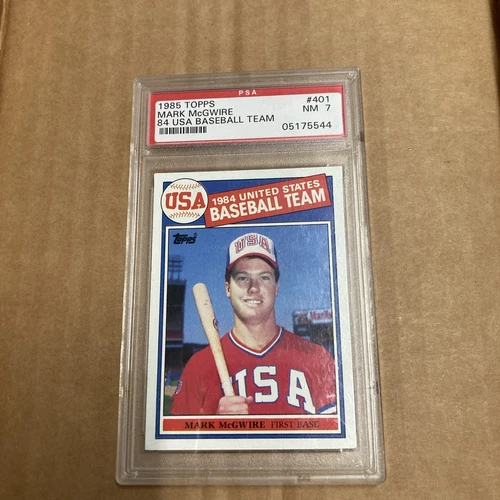 PSA
1985 TOPPS #401
MARK McGWIRE NM 7
84 USA BASEBALL TEAM 05175544
USA
1984 UNITED STATES
BASEBALL TEAM
Topps
USA
USA
MARK McGWIRE FIRST BASE